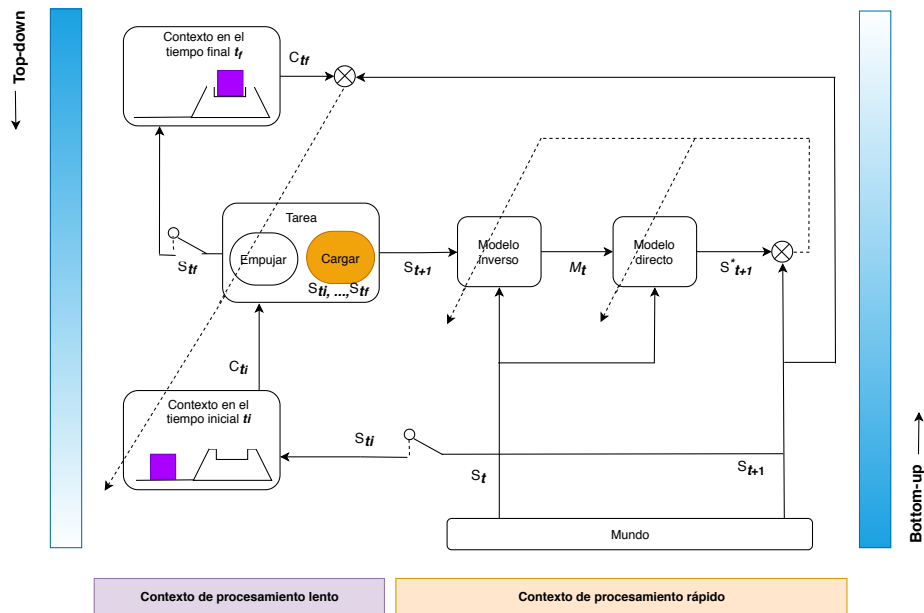 Top-down
Contexto en el
tiempo final tf
Ctf
Tarea
Empujar
Cargar
Sti, ...,Stf
Stf
St+1
Modelo
Inverso
Mt
Modelo
directo
S*t+1
Cti
Contexto en el
tiempo inicial ti
Sti
St
St+1
Mundo
Bottom-up
Contexto de procesamiento lento
Contexto de procesamiento rápido